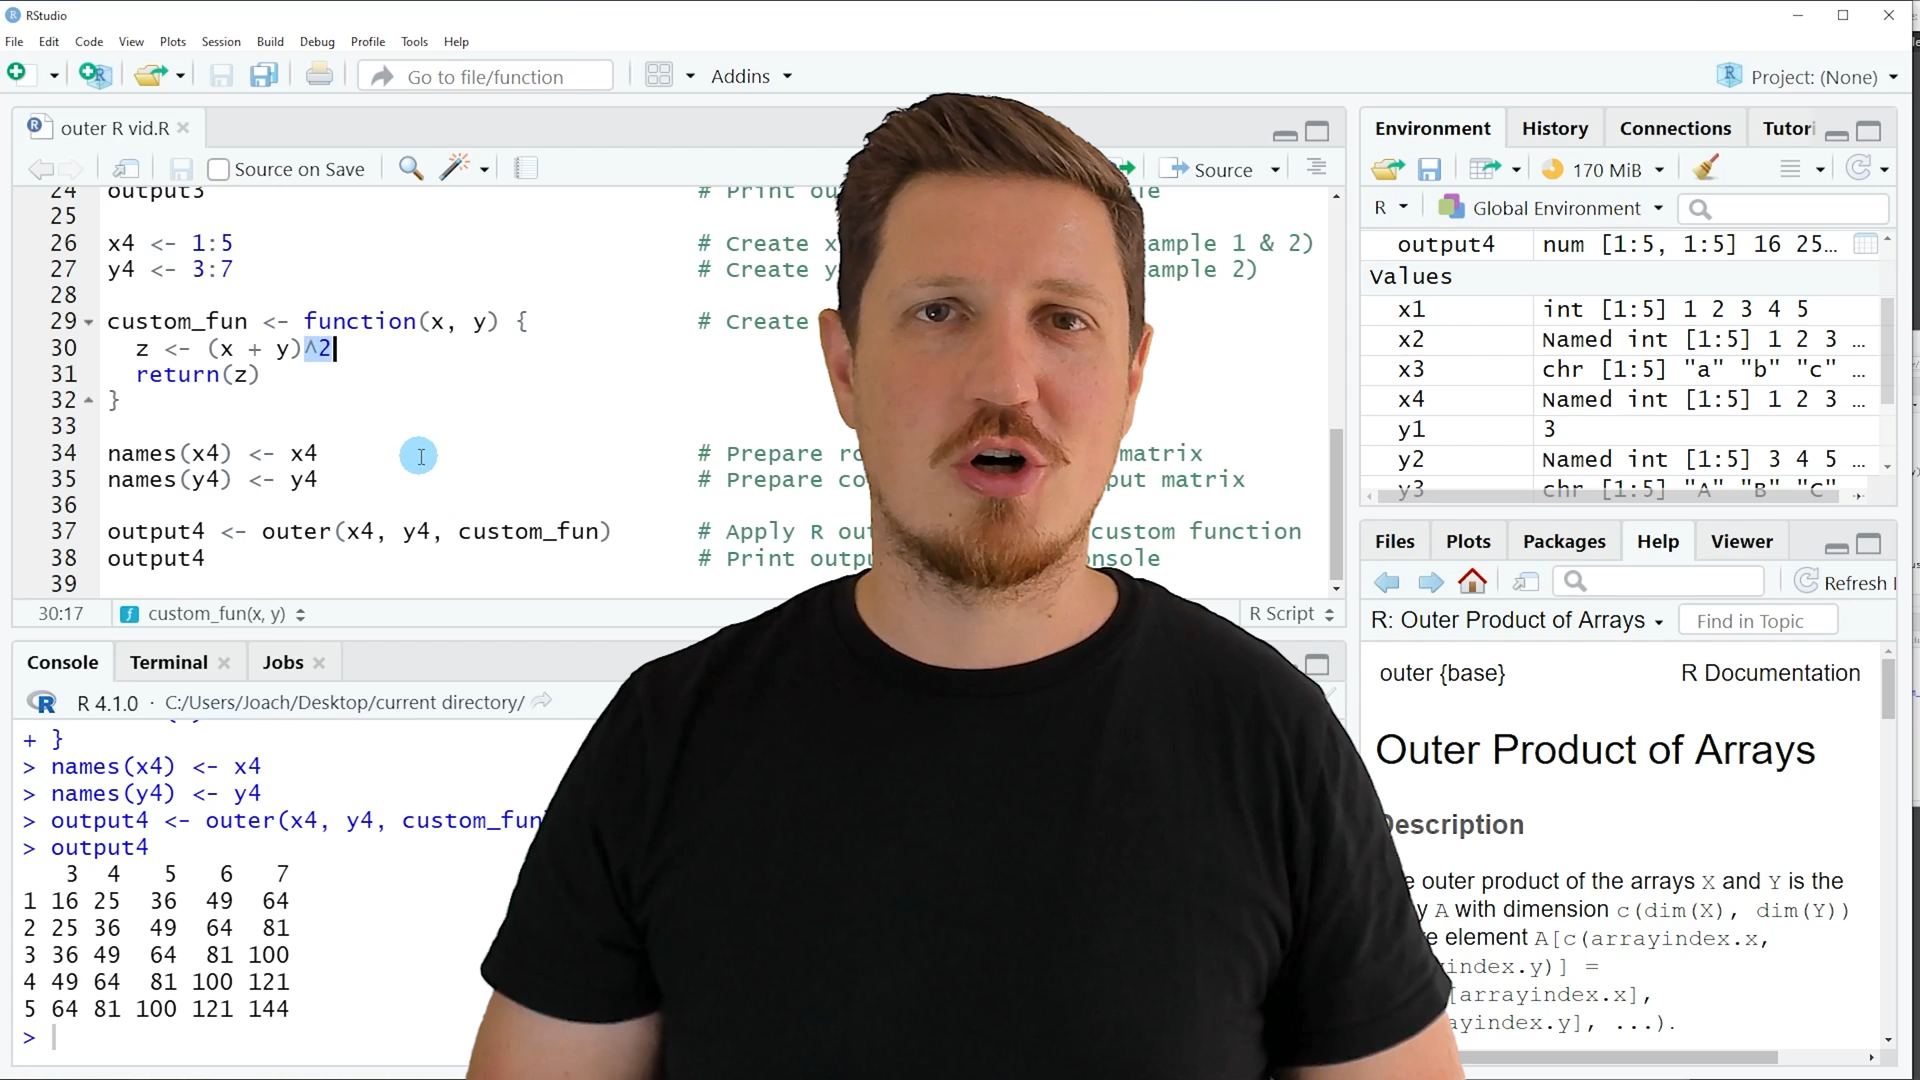 RStudio
File Edit Code View Plots Session Build Debug Profile Tools Help
Go to file/function Addins Project: (None)
outer R vid.R
Source on Save Source
24 output3 # Print
25
26 x4 <- 1:5 # Create 1 & 2)
27 y4 <- 3:7 # Create 2)
28
29 custom_fun <- function(x, y) { # Create
30 z <- (x + y)^2
31 return(z)
32 }
33
34 names(x4) <- x4 # Prepare matrix
35 names(y4) <- y4 # Prepare matrix
36
37 output4 <- outer(x4, y4, custom_fun) # Apply R custom function
38 output4 # Print
39
30:17 custom_fun(x, y) R Script
Console Terminal Jobs
R 4.1.0 · C:/Users/Joach/Desktop/current directory/
+ }
> names(x4) <- x4
> names(y4) <- y4
> output4 <- outer(x4, y4, custom_fun
> output4
3 4 5 6 7
1 16 25 36 49 64
2 25 36 49 64 81
3 36 49 64 81 100
4 49 64 81 100 121
5 64 81 100 121 144
>
Environment History Connections Tutori
170 MiB
R Global Environment
output4 num [1:5, 1:5] 16 25...
Values
x1 int [1:5] 1 2 3 4 5
x2 Named int [1:5] 1 2 3 ...
x3 chr [1:5] "a" "b" "c" ...
x4 Named int [1:5] 1 2 3 ...
y1 3
y2 Named int [1:5] 3 4 5 ...
y3 chr [1:5] "A" "B" "C"
Files Plots Packages Help Viewer
Refresh
R: Outer Product of Arrays Find in Topic
outer {base} R Documentation
Outer Product of Arrays
Description
outer product of the arrays X and Y is the
A with dimension c(dim(X), dim(Y))
element A[c(arrayindex.x,
index.y)] =
[arrayindex.x],
ayindex.y], ...).